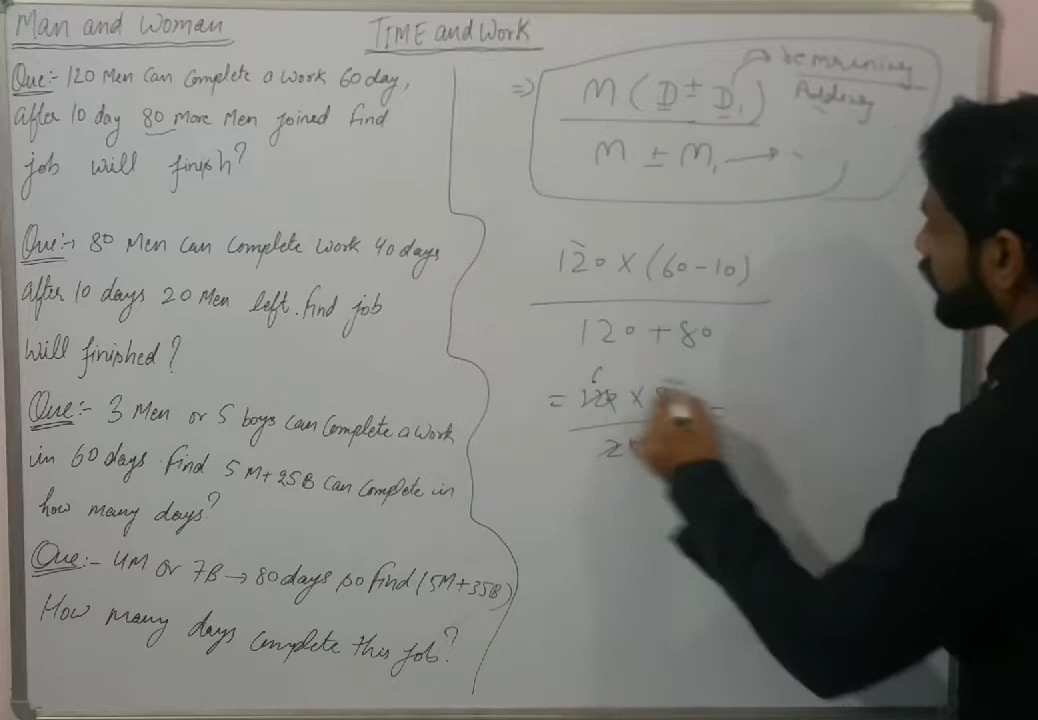 Man and Woman
TIME and Work
Que:- 120 Men Can Complete a Work 60 day,
after 10 day 80 More Men joined find
job will finish?
Que:- 80 Men Can Complete Work 40 days
after 10 days 20 Men left. find job
Will finished?
Que:- 3 Men or 5 boys Can Complete a Work
in 60 days. find 5M+25B Can Complete in
how many days?
Que:- 4M or 7B → 80 days so find (5M+35B)
How many days Complete this job?
⇒ M (D ± D₁) → remaining
M ± M₁ →
120 × (60-10)
120 + 80
= 120 ×
6